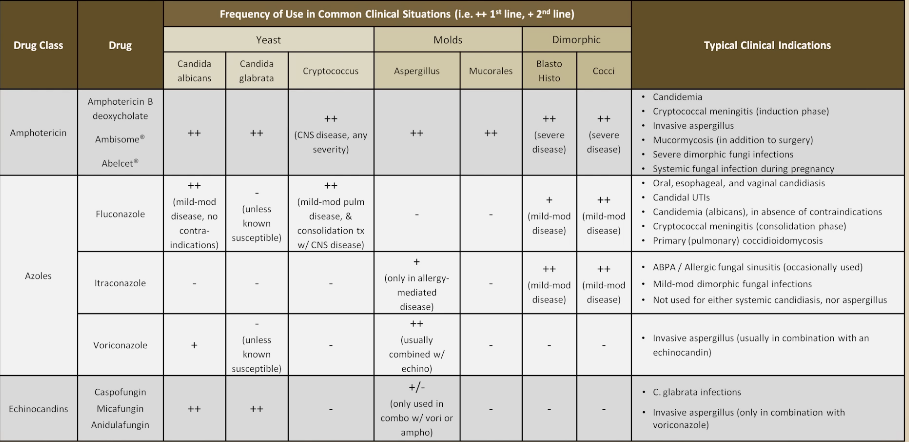 Frequency of Use in Common Clinical Situations (i.e. ++ 1st line, + 2nd line)
Drug Class
Drug
Yeast
Molds
Dimorphic
Typical Clinical Indications
Candida
albicans
Candida
glabrata
Cryptococcus
Aspergillus
Mucorales
Blasto
Histo
Cocci
Amphotericin
Amphotericin B
deoxycholate
Ambisome®
Abelcet®
++
++
++
(CNS disease, any
severity)
++
++
++
(severe
disease)
++
(severe
disease)
• Candidemia
• Cryptococcal meningitis (induction phase)
• Invasive aspergillus
• Mucormycosis (in addition to surgery)
• Severe dimorphic fungi infections
• Systemic fungal infection during pregnancy
Azoles
Fluconazole
++
(mild-mod
disease, no
contra-
indications)
-
(unless
known
susceptible)
++
(mild-mod pulm
disease, &
consolidation tx
w/ CNS disease)
-
-
+
(mild-mod
disease)
++
(mild-mod
disease)
• Oral, esophageal, and vaginal candidiasis
• Candidal UTIs
• Candidemia (albicans), in absence of contraindications
• Cryptococcal meningitis (consolidation phase)
• Primary (pulmonary) coccidioidomycosis
Itraconazole
-
-
-
+
(only in allergy-
mediated
disease)
-
++
(mild-mod
disease)
++
(mild-mod
disease)
• ABPA / Allergic fungal sinusitis (occasionally used)
• Mild-mod dimorphic fungal infections
• Not used for either systemic candidiasis, nor aspergillus
Voriconazole
+
-
(unless
known
susceptible)
-
++
(usually
combined w/
echino)
-
-
-
• Invasive aspergillus (usually in combination with an
echinocandin)
Echinocandins
Caspofungin
Micafungin
Anidulafungin
++
++
-
+/-
(only used in
combo w/ vori or
ampho)
-
-
-
• C. glabrata infections
• Invasive aspergillus (only in combination with
voriconazole)